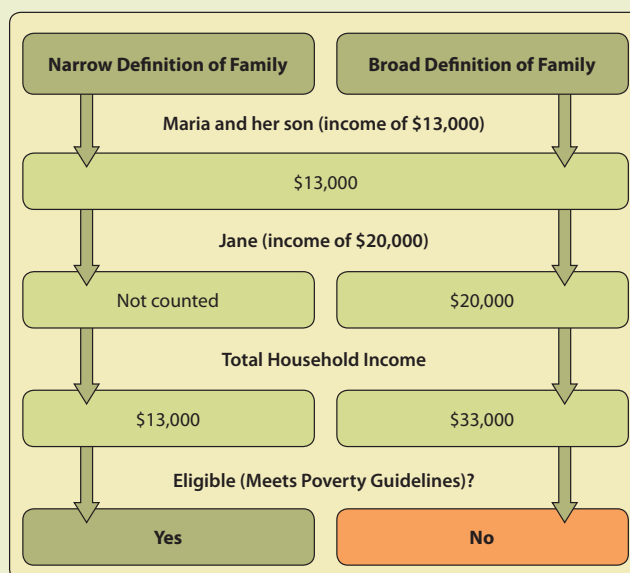 Narrow Definition of Family
Broad Definition of Family
Maria and her son (income of $13,000)
$13,000
Jane (income of $20,000)
Not counted
$20,000
Total Household Income
$13,000
$33,000
Eligible (Meets Poverty Guidelines)?
Yes
No